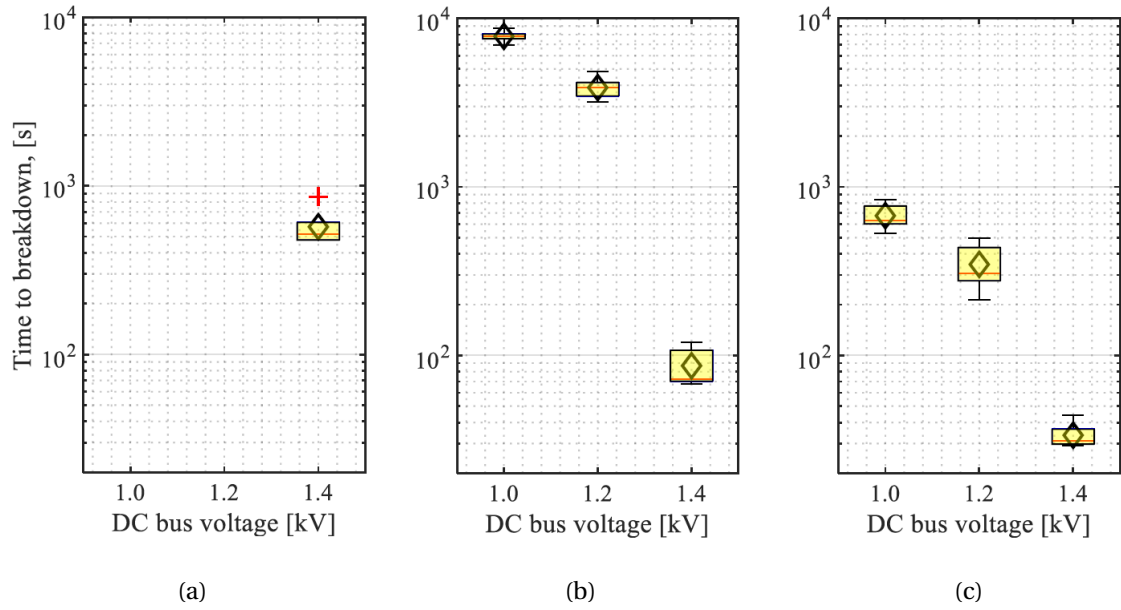 10^4
10^3
10^2
Time to breakdown, [s]
1.0 1.2 1.4
DC bus voltage [kV]
(a)
10^4
10^3
10^2
1.0 1.2 1.4
DC bus voltage [kV]
(b)
10^4
10^3
10^2
1.0 1.2 1.4
DC bus voltage [kV]
(c)